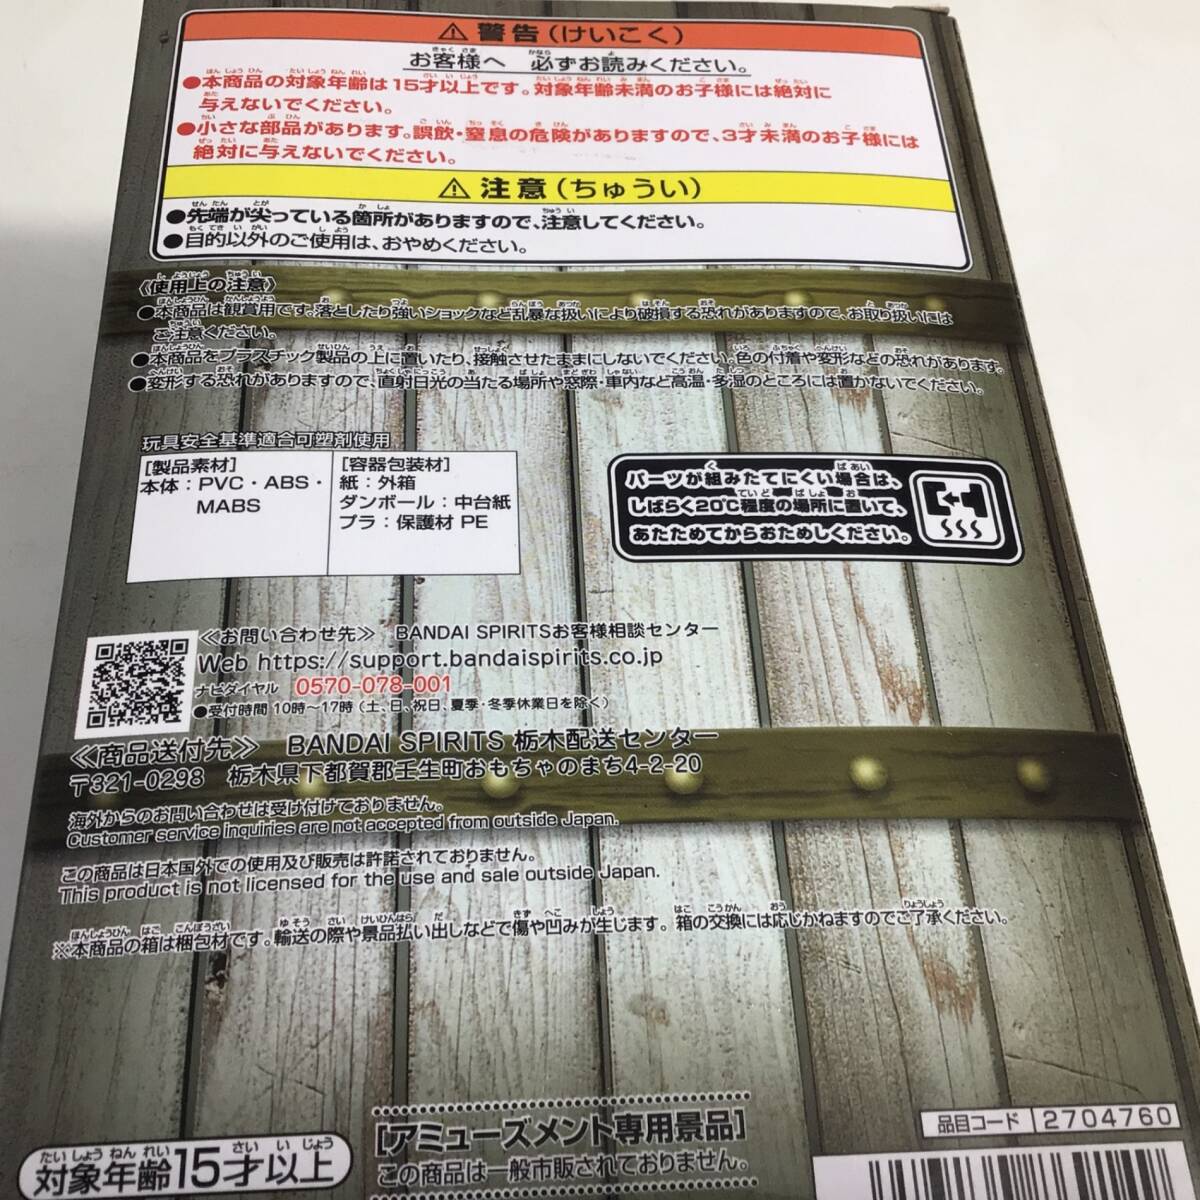 ⚠ 警告(けいこく)
お客様へ 必ずお読みください。
●本商品の対象年齢は15才以上です。対象年齢未満のお子様には絶対に
与えないでください。
●小さな部品があります。誤飲・窒息の危険がありますので、3才未満のお子様には
絶対に与えないでください。
⚠ 注意(ちゅうい)
●先端が尖っている箇所がありますので、注意してください。
●目的以外のご使用は、おやめください。
《使用上の注意》
●本商品は観賞用です。落としたり強いショックなど乱暴な扱いにより破損する恐れがありますので、お取り扱いには
ご注意ください。
●本商品をプラスチック製品の上に置いたり、接触させたままにしないでください。色の付着や変形などの恐れがあります。
●変形する恐れがありますので、直射日光の当たる場所や窓際・車内など高温・多湿のところには置かないでください。
玩具安全基準適合可塑剤使用
[製品素材]
本体:PVC・ABS・
MABS
[容器包装材]
紙:外箱
ダンボール:中台紙
プラ:保護材 PE
パーツが組みたてにくい場合は、
しばらく20℃程度の場所に置いて、
あたためてからおためしください。
≪お問い合わせ先≫ BANDAI SPIRITSお客様相談センター
Web https://support.bandaispirits.co.jp
ナビダイヤル 0570-078-001
●受付時間 10時～17時(土、日、祝日、夏季・冬季休業日を除く)
≪商品送付先≫ BANDAI SPIRITS 栃木配送センター
〒321-0298 栃木県下都賀郡壬生町おもちゃのまち4-2-20
海外からのお問い合わせは受け付けておりません。
Customer service inquiries are not accepted from outside Japan.
この商品は日本国外での使用及び販売は許諾されておりません。
This product is not licensed for the use and sale outside Japan.
※本商品の箱は梱包材です。輸送の際や景品払い出しなどで傷や凹みが生じます。箱の交換には応じかねますのでご了承ください。
品目コード 2704760
[アミューズメント専用景品]
この商品は一般市販されておりません。
対象年齢15才以上